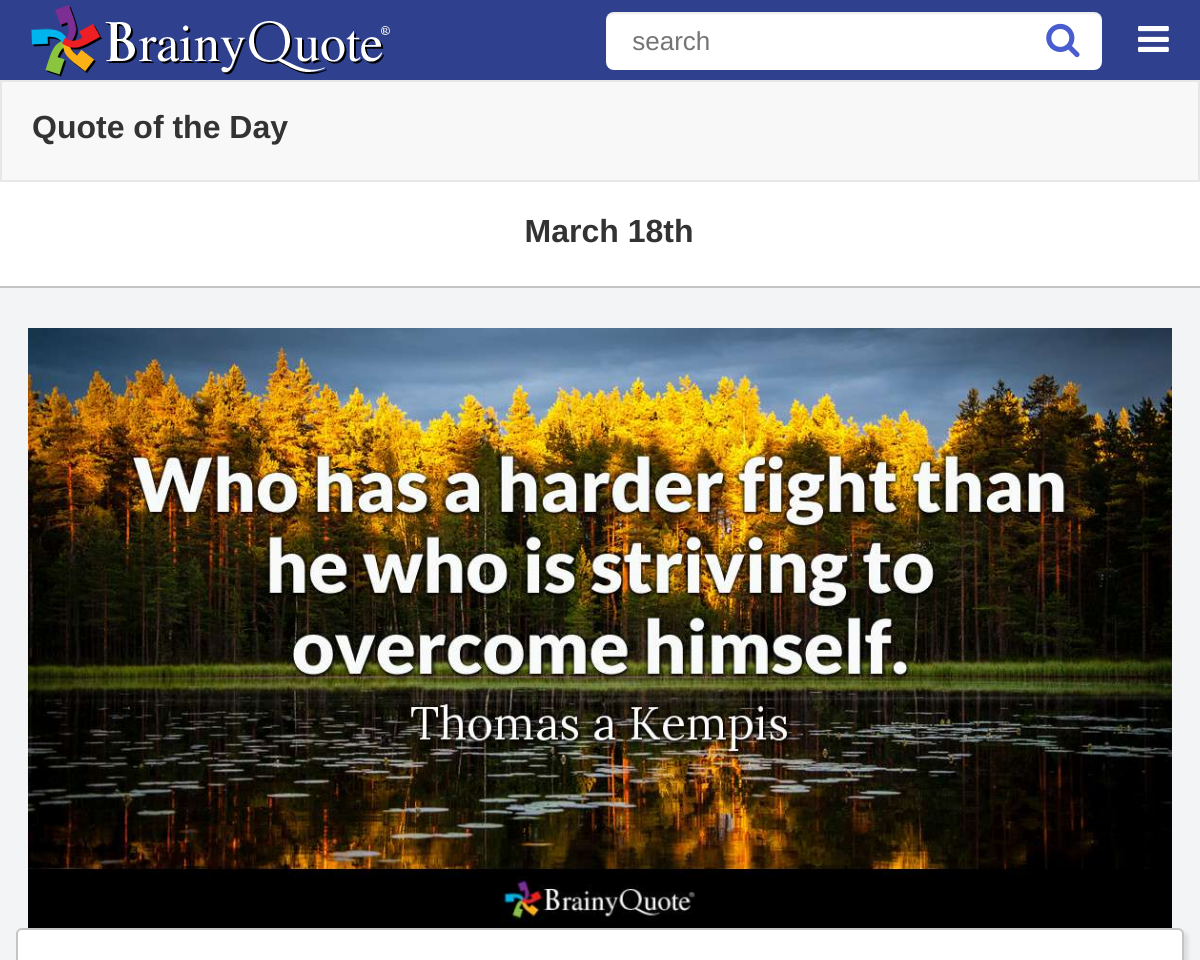 BrainyQuote®
search
Quote of the Day
March 18th
Who has a harder fight than
he who is striving to
overcome himself.
Thomas a Kempis
BrainyQuote®